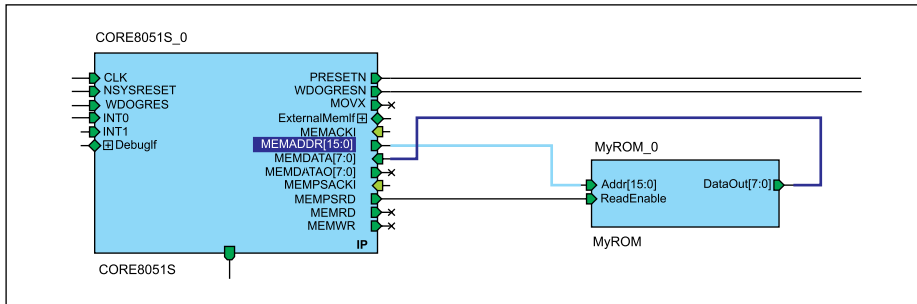 CORE8051S_0
CLK
NSYSRESET
WDOGRES
INT0
INT1
DebugIf
PRESETN
WDOGRESN
MOVX
ExternalMemIf
MEMACKI
MEMADDR[15:0]
MEMDATA[7:0]
MEMDATAO[7:0]
MEMPSACKI
MEMPSRD
MEMRD
MEMWR
IP
CORE8051S
MyROM_0
Addr[15:0] DataOut[7:0]
ReadEnable
MyROM